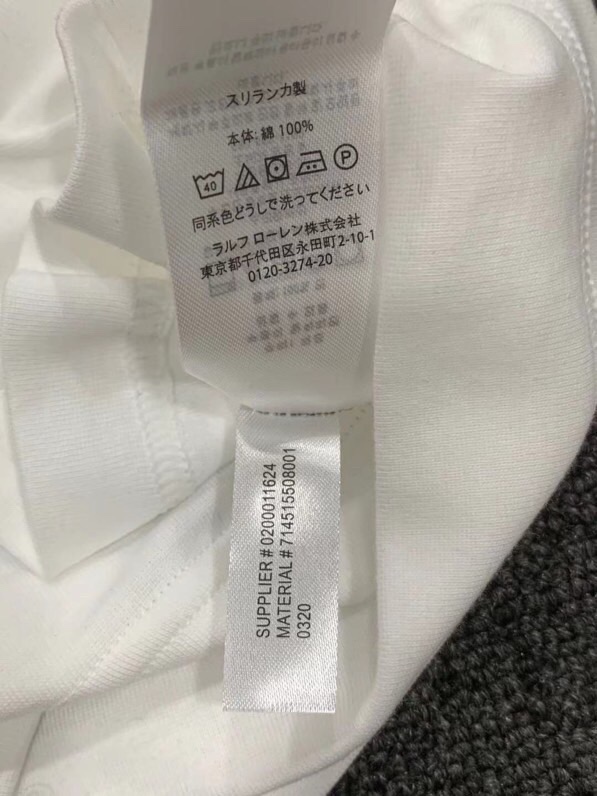 スリランカ製
本体: 綿 100%
40
P
同系色どうしで洗ってください
ラルフ ローレン株式会社
東京都千代田区永田町2-10-1
0120-3274-20
SUPPLIER # 0200011624
MATERIAL # 714515508001
0320